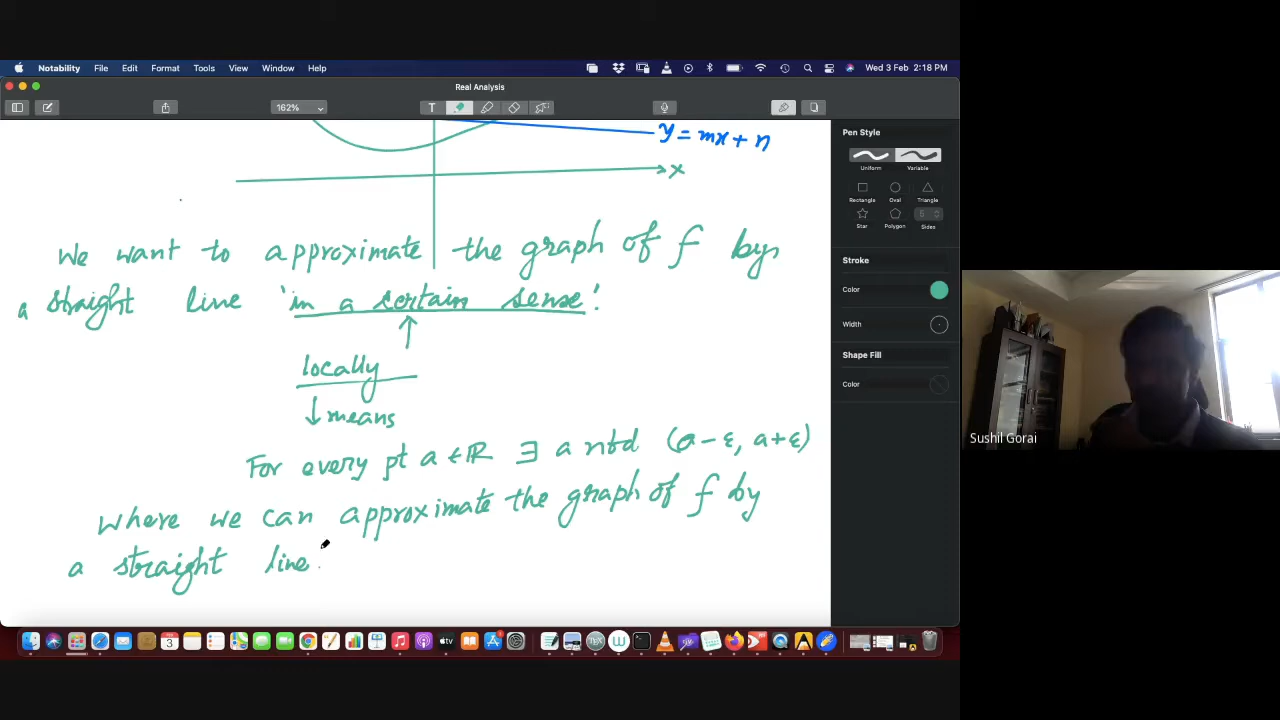 Notability File Edit Format Tools View Window Help Wed 3 Feb 2:18 PM
Real Analysis
162% T
y = mx + n
x
We want to approximate the graph of f by
a straight line 'in a certain sense'
locally
means
For every pt a ∈ ℝ ∃ a nbd (a-ε, a+ε)
where we can approximate the graph of f by
a straight line.
Pen Style
Uniform Variable
Rectangle Oval Triangle
Star Polygon 5 Sides
Stroke
Color
Width
Shape Fill
Color
Sushil Gorai